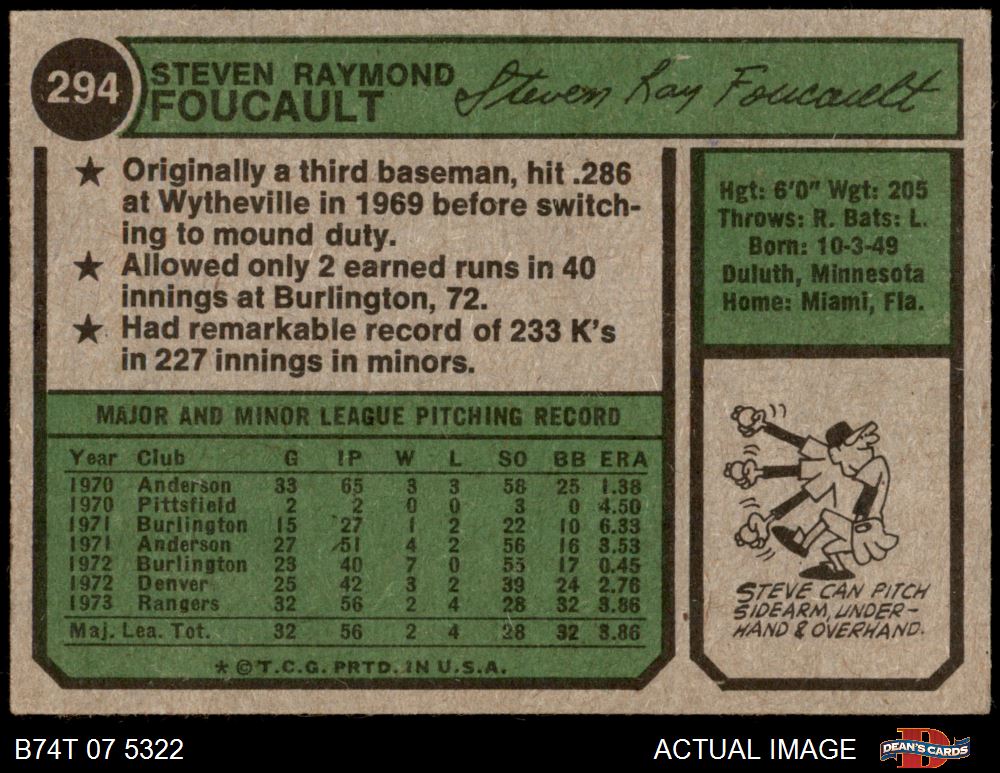 294
STEVEN RAYMOND
FOUCAULT
Steven Ray Foucault
★ Originally a third baseman, hit .286
at Wytheville in 1969 before switch-
ing to mound duty.
★ Allowed only 2 earned runs in 40
innings at Burlington, 72.
★ Had remarkable record of 233 K's
in 227 innings in minors.
Hgt: 6'0" Wgt: 205
Throws: R. Bats: L.
Born: 10-3-49
Duluth, Minnesota
Home: Miami, Fla.
MAJOR AND MINOR LEAGUE PITCHING RECORD
Year Club G IP W L SO BB ERA
1970 Anderson 33 65 3 3 58 25 1.38
1970 Pittsfield 2 2 0 0 3 0 4.50
1971 Burlington 15 27 1 2 22 10 6.33
1971 Anderson 27 51 4 2 56 16 3.53
1972 Burlington 23 40 7 0 55 17 0.45
1972 Denver 25 42 3 2 39 24 2.76
1973 Rangers 32 56 2 4 28 32 3.86
Maj. Lea. Tot. 32 56 2 4 28 32 3.86
* © T.C.G. PRTD. IN U.S.A.
STEVE CAN PITCH
SIDEARM, UNDER-
HAND & OVERHAND.
B74T 07 5322
ACTUAL IMAGE
DEAN'S CARDS